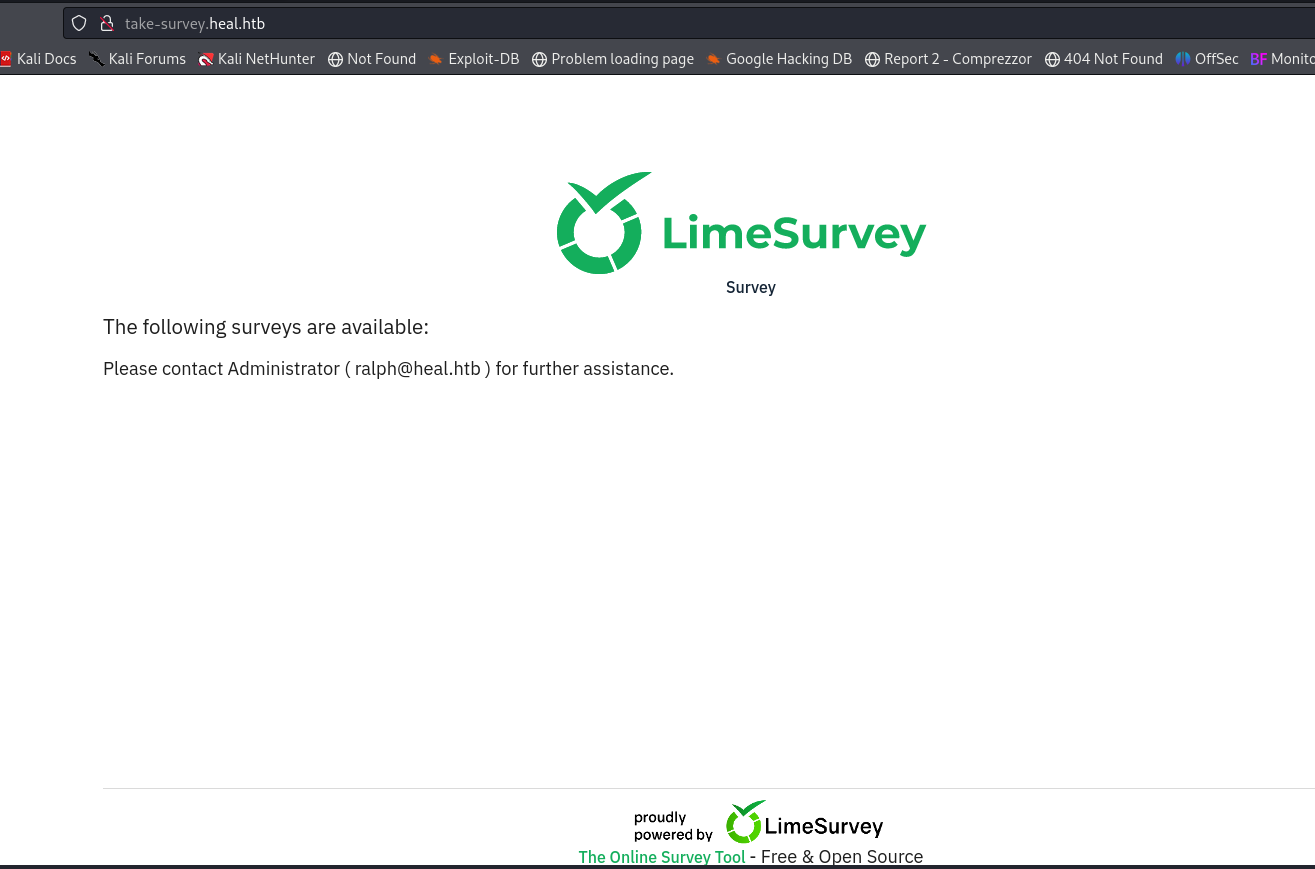 take-survey.heal.htb
Kali Docs Kali Forums Kali NetHunter Not Found Exploit-DB Problem loading page Google Hacking DB Report 2 - Comprezzor 404 Not Found OffSec BF
LimeSurvey
Survey
The following surveys are available:
Please contact Administrator ( ralph@heal.htb ) for further assistance.
proudly
powered by
LimeSurvey
The Online Survey Tool - Free & Open Source